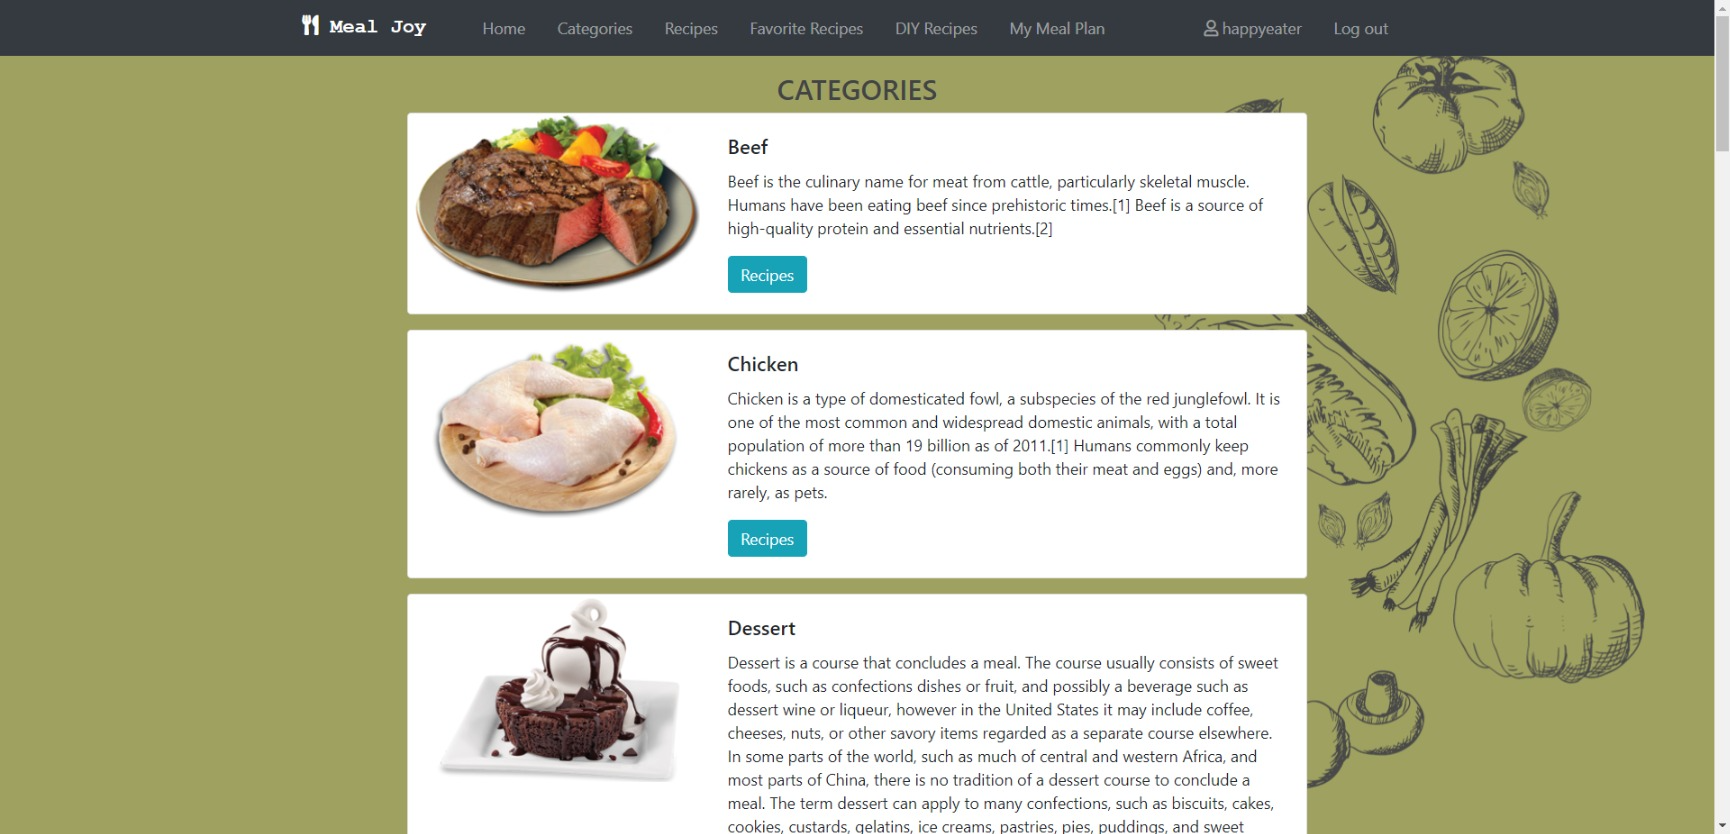 Meal Joy Home Categories Recipes Favorite Recipes DIY Recipes My Meal Plan happyeater Log out
CATEGORIES
Beef
Beef is the culinary name for meat from cattle, particularly skeletal muscle.
Humans have been eating beef since prehistoric times.[1] Beef is a source of
high-quality protein and essential nutrients.[2]
Recipes
Chicken
Chicken is a type of domesticated fowl, a subspecies of the red junglefowl. It is
one of the most common and widespread domestic animals, with a total
population of more than 19 billion as of 2011.[1] Humans commonly keep
chickens as a source of food (consuming both their meat and eggs) and, more
rarely, as pets.
Recipes
Dessert
Dessert is a course that concludes a meal. The course usually consists of sweet
foods, such as confections dishes or fruit, and possibly a beverage such as
dessert wine or liqueur, however in the United States it may include coffee,
cheeses, nuts, or other savory items regarded as a separate course elsewhere.
In some parts of the world, such as much of central and western Africa, and
most parts of China, there is no tradition of a dessert course to conclude a
meal. The term dessert can apply to many confections, such as biscuits, cakes,
cookies, custards, gelatins, ice creams, pastries, pies, puddings, and sweet